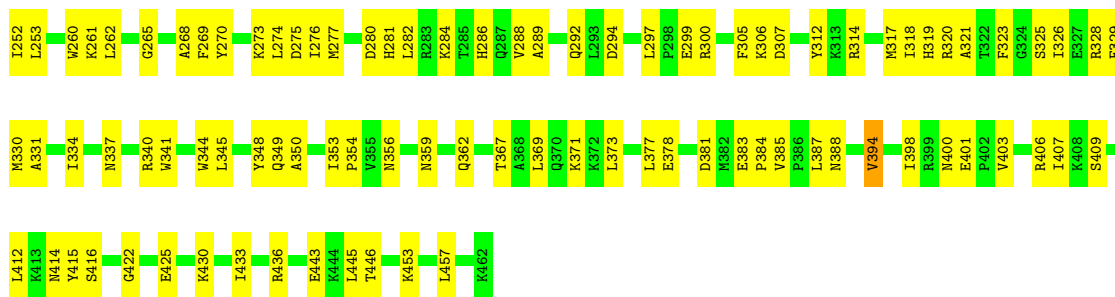 I252 L253 W260 K261 L262 G265 A268 F269 Y270 K273 L274 D275 I276 M277 D280 H281 L282 R283 K284 T285 H286 Q287 V288 A289 Q292 L293 D294 L297 P298 E299 R300 F305 K306 D307 Y312 K313 R314 M317 I318 H319 R320 A321 T322 F323 G324 S325 I326 E327 R328
M330 A331 I334 N337 R340 W341 W344 L345 Y348 Q349 A350 I353 P354 V355 N356 N359 Q362 T367 A368 L369 Q370 K371 K372 L373 L377 E378 D381 M382 E383 P384 V385 P386 L387 N388 V394 I398 R399 N400 E401 P402 V403 R406 I407 K408 S409
L412 K413 N414 Y415 S416 G422 E425 K430 I433 R436 E443 K444 L445 T446 K453 L457 K462